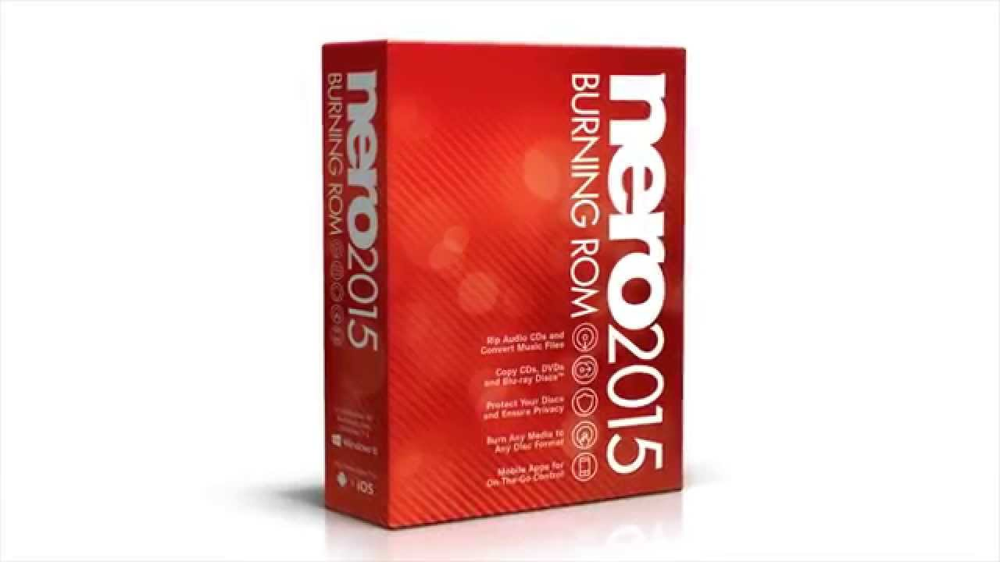 nero2015
BURNING ROM
nero2015
BURNING ROM
Rip Audio CDs and
Convert Music Files
Copy CDs, DVDs
and Blu-ray Discs™
Protect Your Discs
and Ensure Privacy
Burn Any Media to
Any Disc Format
Mobile Apps for
On-The-Go Control
iOS